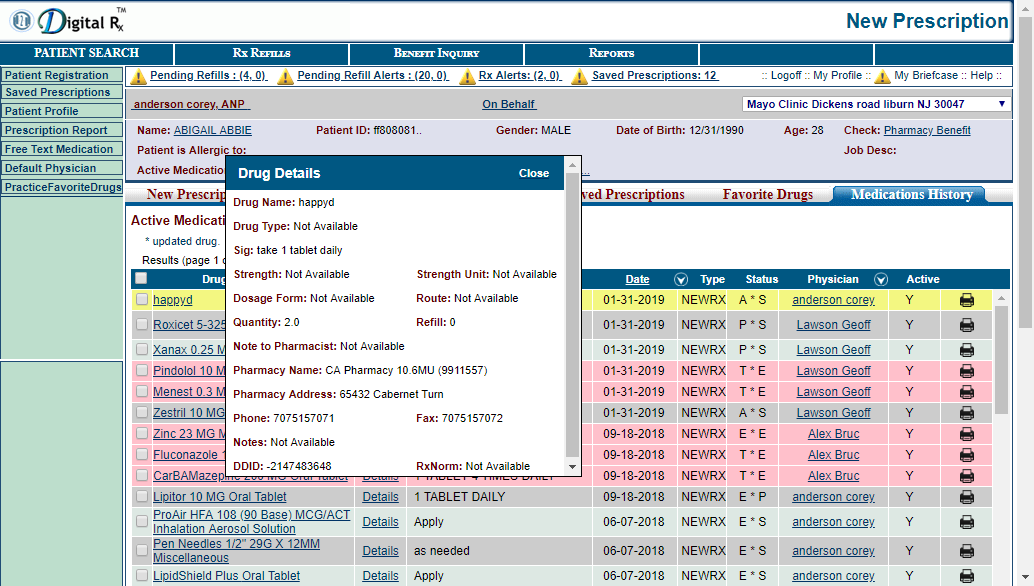 Digital Rx TM
New Prescription
PATIENT SEARCH Rx REFILLS BENEFIT INQUIRY REPORTS
Patient Registration
Saved Prescriptions
Patient Profile
Prescription Report
Free Text Medication
Default Physician
PracticeFavoriteDrugs
Pending Refills : (4, 0) Pending Refill Alerts : (20, 0) Rx Alerts: (2, 0) Saved Prescriptions: 12 :: Logoff :: My Profile :: My Briefcase :: Help ::
anderson corey, ANP On Behalf Mayo Clinic Dickens road liburn NJ 30047
Name: ABIGAIL ABBIE Patient ID: ff808081.. Gender: MALE Date of Birth: 12/31/1990 Age: 28 Check: Pharmacy Benefit
Patient is Allergic to: Job Desc:
Active Medicatio ...
New Prescrip ved Prescriptions Favorite Drugs Medications History
Active Medicati
* updated drug.
Results (page 1 o
Drug Date Type Status Physician Active
happyd 01-31-2019 NEWRX A * S anderson corey Y
Roxicet 5-325 01-31-2019 NEWRX P * S Lawson Geoff Y
Xanax 0.25 M 01-31-2019 NEWRX P * S Lawson Geoff Y
Pindolol 10 M 01-31-2019 NEWRX T * E Lawson Geoff Y
Menest 0.3 M 01-31-2019 NEWRX T * E Lawson Geoff Y
Zestril 10 MG 01-31-2019 NEWRX A * S Lawson Geoff Y
Zinc 23 MG M 09-18-2018 NEWRX E * E Alex Bruc Y
Fluconazole 1 09-18-2018 NEWRX T * E Alex Bruc Y
CarBAMazepine 200 MG Oral Tablet Details 1 TABLET 4 TIMES DAILY 09-18-2018 NEWRX T * E Alex Bruc Y
Lipitor 10 MG Oral Tablet Details 1 TABLET DAILY 09-18-2018 NEWRX E * P anderson corey Y
ProAir HFA 108 (90 Base) MCG/ACT
Inhalation Aerosol Solution Details Apply 06-07-2018 NEWRX E * S anderson corey Y
Pen Needles 1/2" 29G X 12MM
Miscellaneous Details as needed 06-07-2018 NEWRX E * S anderson corey Y
LipidShield Plus Oral Tablet Details Apply 06-07-2018 NEWRX E * S anderson corey Y
Drug Details Close
Drug Name: happyd
Drug Type: Not Available
Sig: take 1 tablet daily
Strength: Not Available Strength Unit: Not Available
Dosage Form: Not Available Route: Not Available
Quantity: 2.0 Refill: 0
Note to Pharmacist: Not Available
Pharmacy Name: CA Pharmacy 10.6MU (9911557)
Pharmacy Address: 65432 Cabernet Turn
Phone: 7075157071 Fax: 7075157072
Notes: Not Available
DDID: -2147483648 RxNorm: Not Available